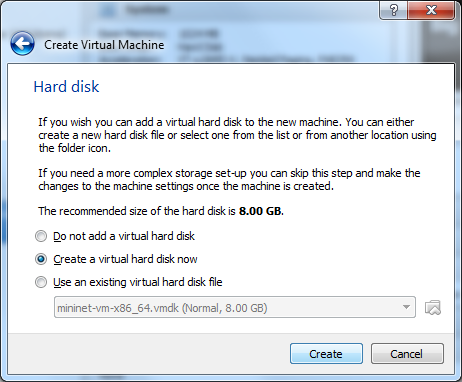 Create Virtual Machine
Hard disk
If you wish you can add a virtual hard disk to the new machine. You can either
create a new hard disk file or select one from the list or from another location using
the folder icon.
If you need a more complex storage set-up you can skip this step and make the
changes to the machine settings once the machine is created.
The recommended size of the hard disk is 8.00 GB.
Do not add a virtual hard disk
Create a virtual hard disk now
Use an existing virtual hard disk file
mininet-vm-x86_64.vmdk (Normal, 8.00 GB)
Create
Cancel